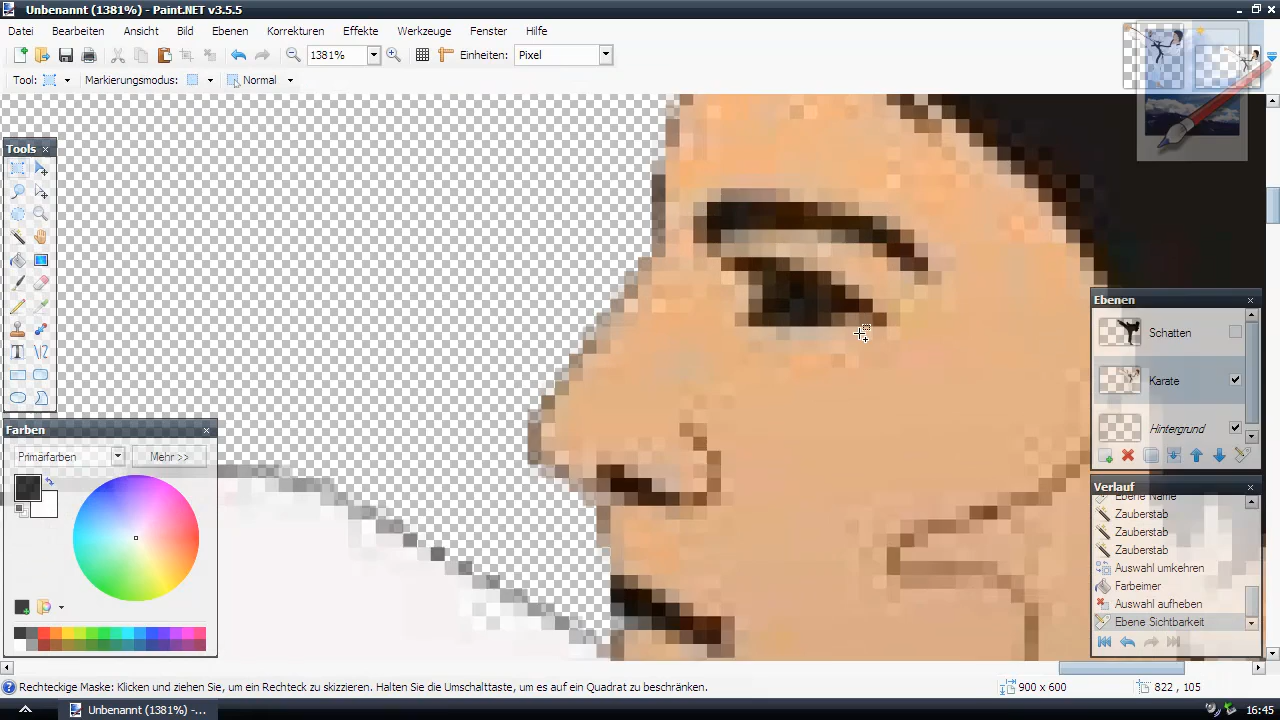 Unbenannt (1381%) - Paint.NET v3.5.5
Datei Bearbeiten Ansicht Bild Ebenen Korrekturen Effekte Werkzeuge Fenster Hilfe
1381% Einheiten: Pixel
Tool: Markierungsmodus: Normal
Tools
Ebenen
Schatten
Karate
Hintergrund
Farben
Primärfarben Mehr >>
Verlauf
Ebene Name
Zauberstab
Zauberstab
Zauberstab
Auswahl umkehren
Farbeimer
Auswahl aufheben
Ebene Sichtbarkeit
Rechteckige Maske: Klicken und ziehen Sie, um ein Rechteck zu skizzieren. Halten Sie die Umschalttaste, um es auf ein Quadrat zu beschränken.
900 x 600
822 , 105
Unbenannt (1381%) -...
16:45